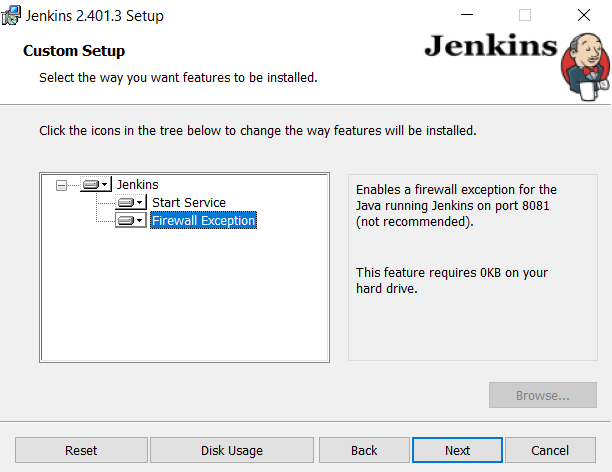 Jenkins 2.401.3 Setup
Custom Setup
Jenkins
Select the way you want features to be installed.
Click the icons in the tree below to change the way features will be installed.
Jenkins
Start Service
Firewall Exception
Enables a firewall exception for the
Java running Jenkins on port 8081
(not recommended).
This feature requires 0KB on your
hard drive.
Browse...
Reset
Disk Usage
Back
Next
Cancel